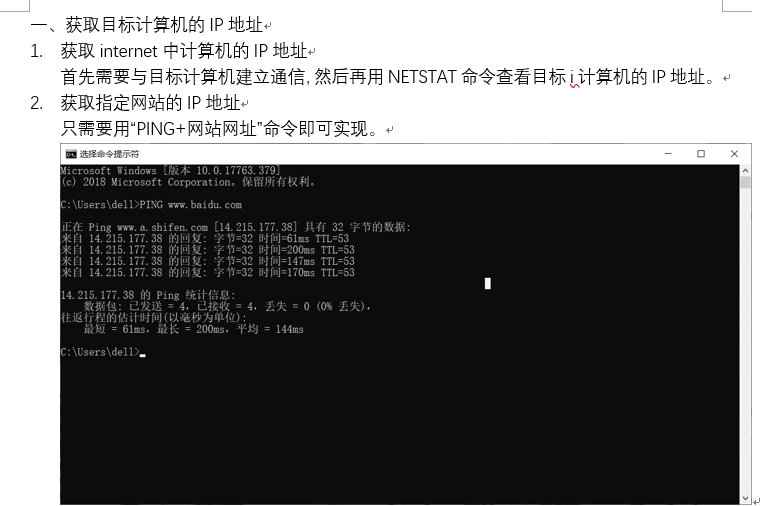 一、获取目标计算机的 IP 地址
1. 获取 internet 中计算机的 IP 地址
首先需要与目标计算机建立通信, 然后再用 NETSTAT 命令查看目标 i 计算机的 IP 地址。
2. 获取指定网站的 IP 地址
只需要用“PING+网站网址”命令即可实现。
选择命令提示符
Microsoft Windows [版本 10.0.17763.379]
(c) 2018 Microsoft Corporation。保留所有权利。
C:\Users\dell>PING www.baidu.com
正在 Ping www.a.shifen.com [14.215.177.38] 具有 32 字节的数据:
来自 14.215.177.38 的回复: 字节=32 时间=61ms TTL=53
来自 14.215.177.38 的回复: 字节=32 时间=200ms TTL=53
来自 14.215.177.38 的回复: 字节=32 时间=147ms TTL=53
来自 14.215.177.38 的回复: 字节=32 时间=170ms TTL=53
14.215.177.38 的 Ping 统计信息:
数据包: 已发送 = 4，已接收 = 4，丢失 = 0 (0% 丢失)，
往返行程的估计时间(以毫秒为单位):
最短 = 61ms，最长 = 200ms，平均 = 144ms
C:\Users\dell>